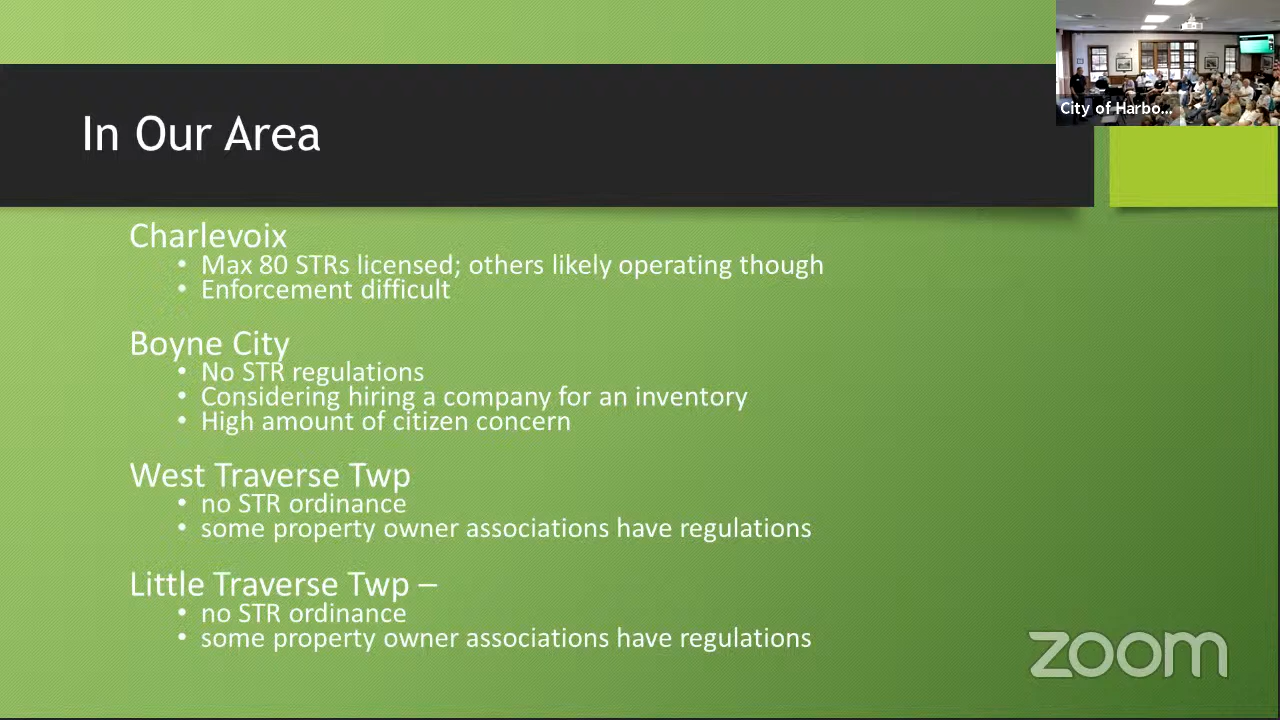 City of Harbo...
In Our Area
Charlevoix
• Max 80 STRs licensed; others likely operating though
• Enforcement difficult
Boyne City
• No STR regulations
• Considering hiring a company for an inventory
• High amount of citizen concern
West Traverse Twp
• no STR ordinance
• some property owner associations have regulations
Little Traverse Twp –
• no STR ordinance
• some property owner associations have regulations
zoom